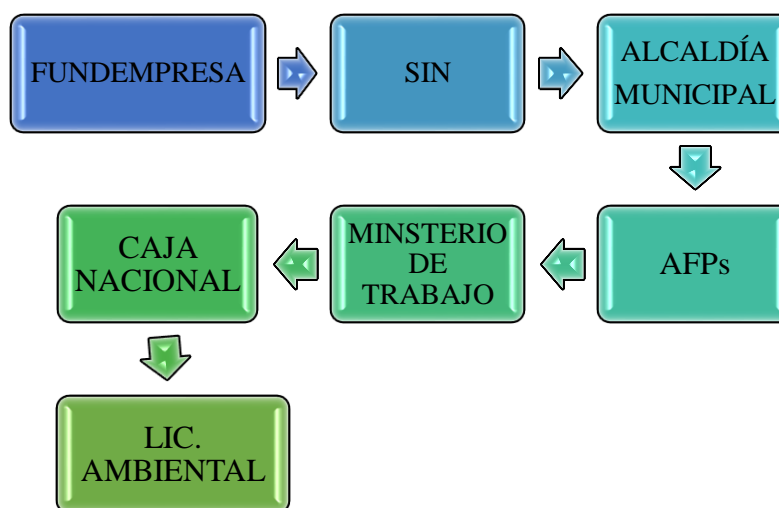 FUNDEMPRESA
SIN
ALCALDÍA
MUNICIPAL
AFPs
MINSTERIO
DE
TRABAJO
CAJA
NACIONAL
LIC.
AMBIENTAL